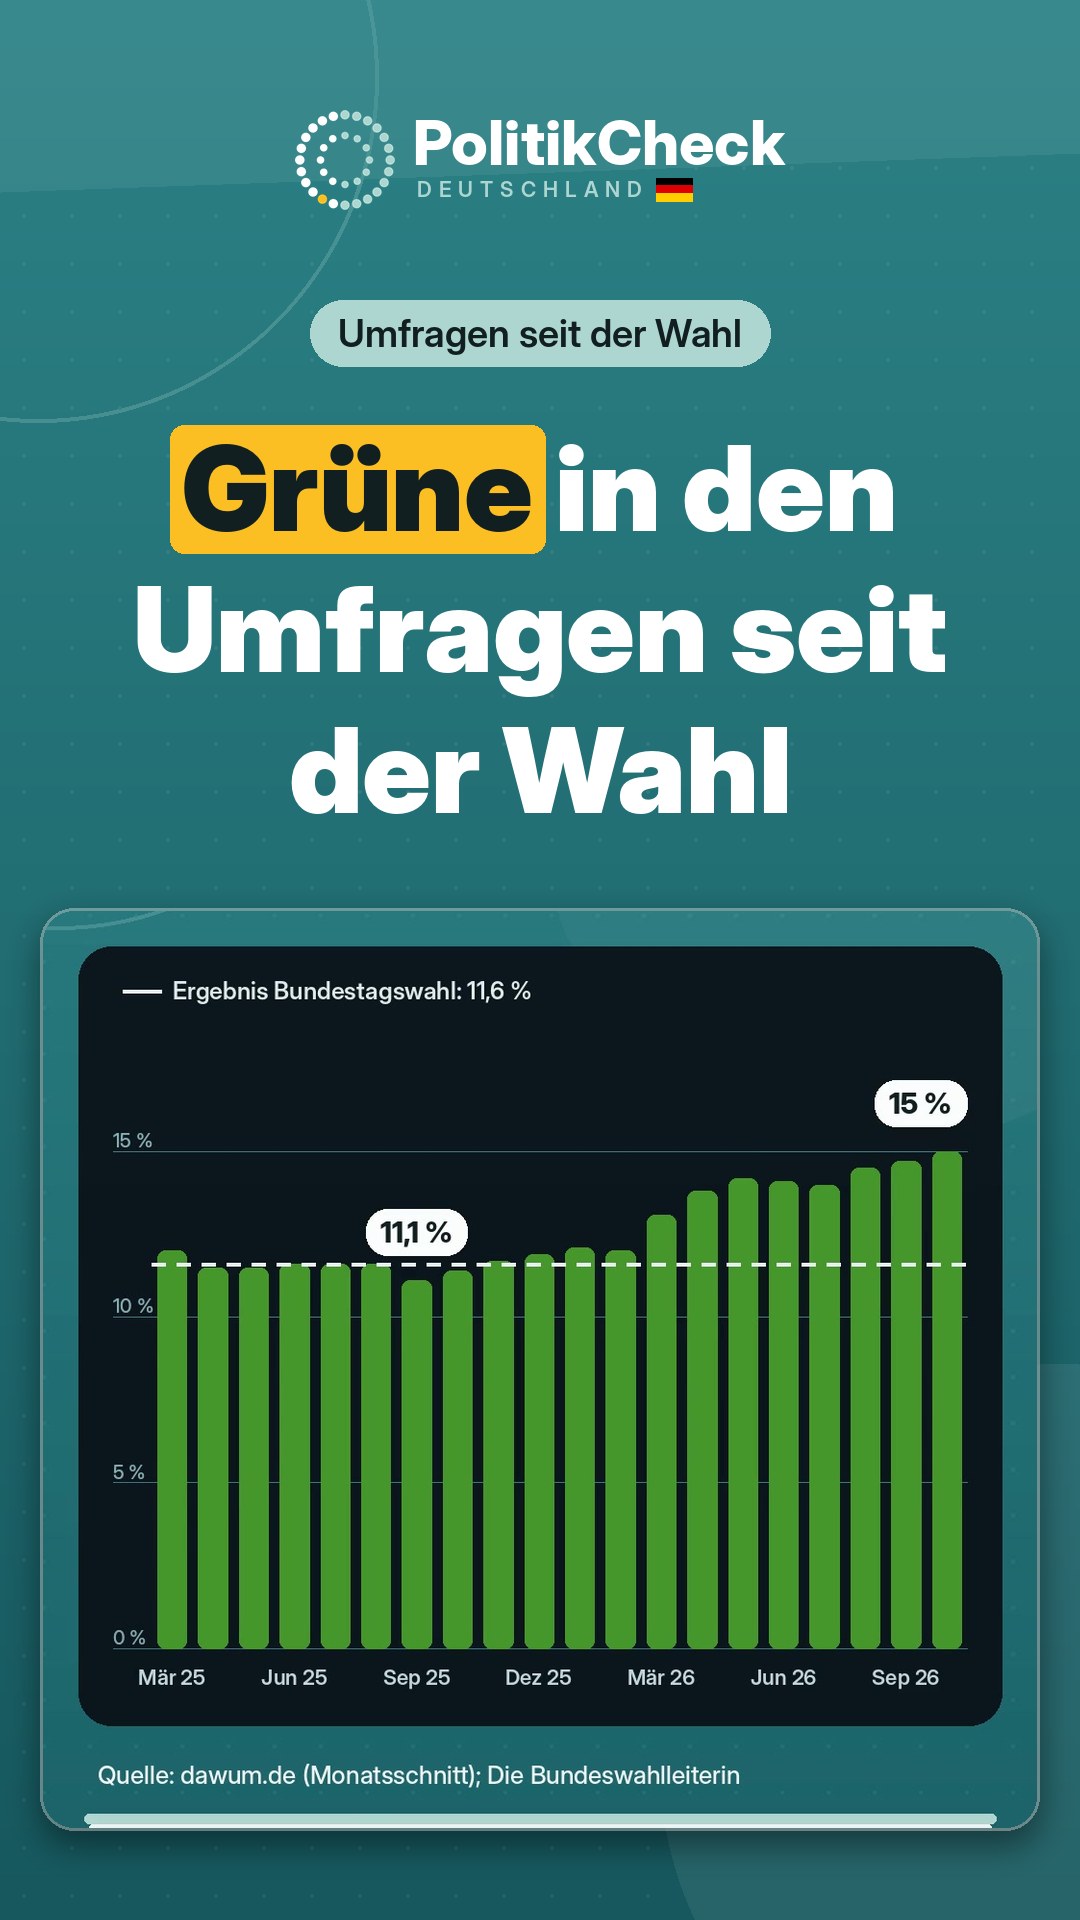 PolitikCheck
DEUTSCHLAND
Umfragen seit der Wahl
Grüne in den
Umfragen seit
der Wahl
Ergebnis Bundestagswahl: 11,6 %
15 %
15 %
11,1 %
10 %
5 %
0 %
Mär 25 Jun 25 Sep 25 Dez 25 Mär 26 Jun 26 Sep 26
Quelle: dawum.de (Monatsschnitt); Die Bundeswahlleiterin